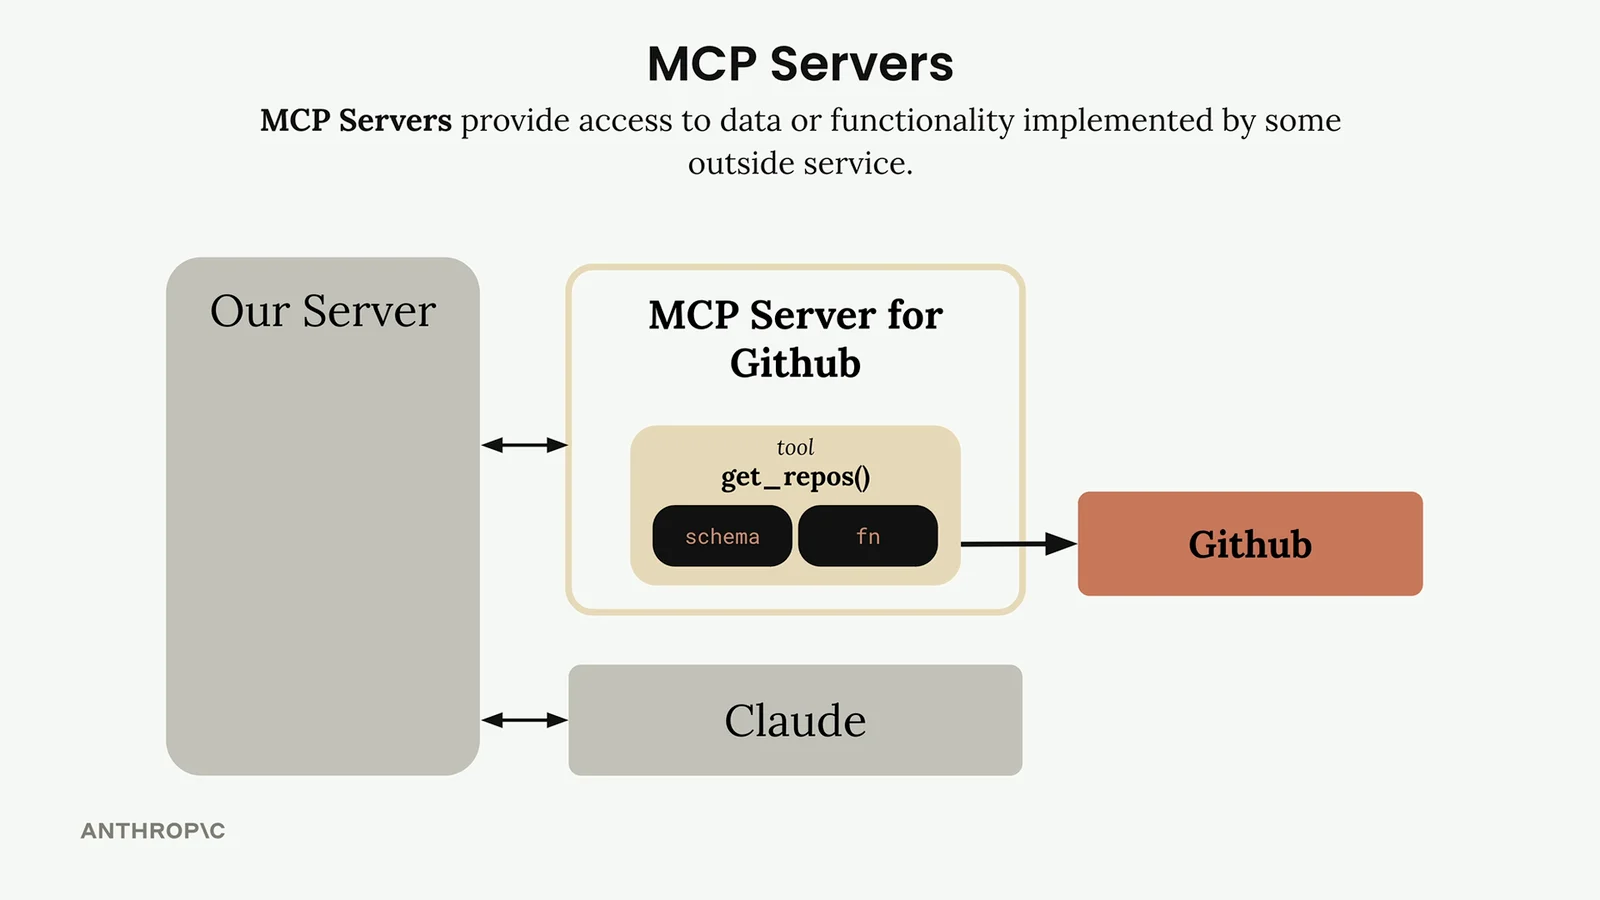 MCP Servers
MCP Servers provide access to data or functionality implemented by some
outside service.
Our Server
MCP Server for
Github
tool
get_repos()
schema
fn
Github
Claude
ANTHROP\C